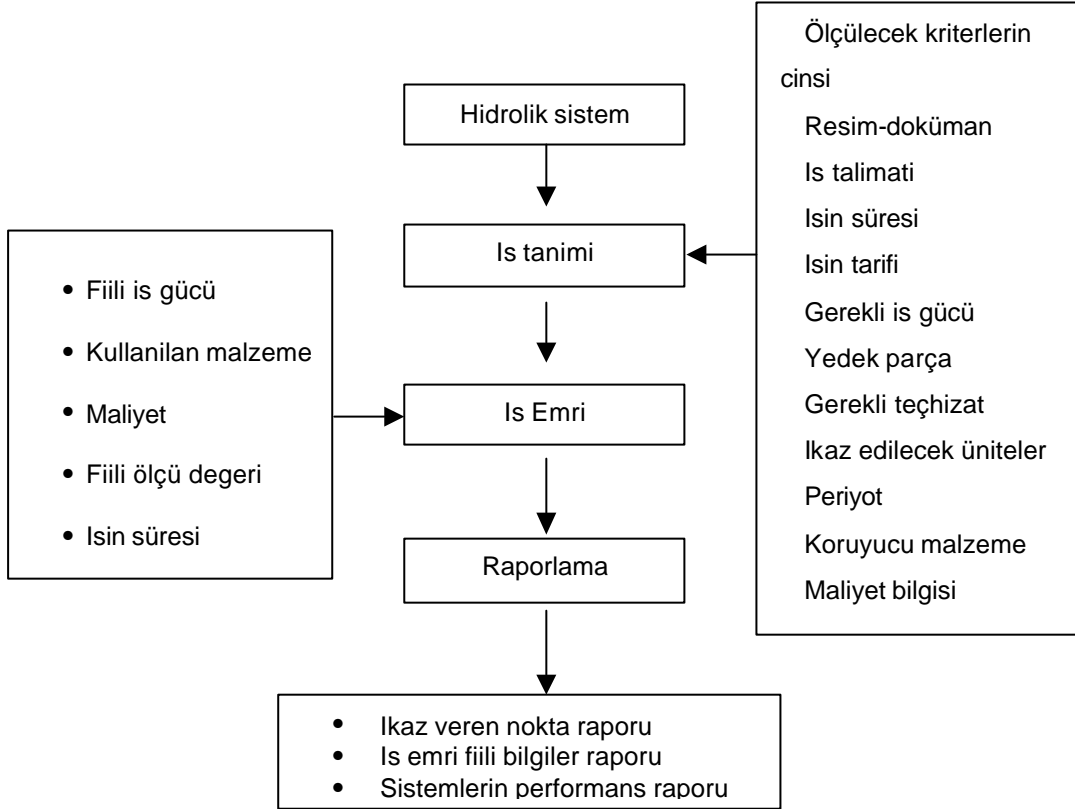 Hidrolik sistem
Is tanimi
Is Emri
Raporlama
• Fiili is gücü
• Kullanilan malzeme
• Maliyet
• Fiili ölçü degeri
• Isin süresi
Ölçülecek kriterlerin
cinsi
Resim-doküman
Is talimati
Isin süresi
Isin tarifi
Gerekli is gücü
Yedek parça
Gerekli teçhizat
Ikaz edilecek üniteler
Periyot
Koruyucu malzeme
Maliyet bilgisi
• Ikaz veren nokta raporu
• Is emri fiili bilgiler raporu
• Sistemlerin performans raporu